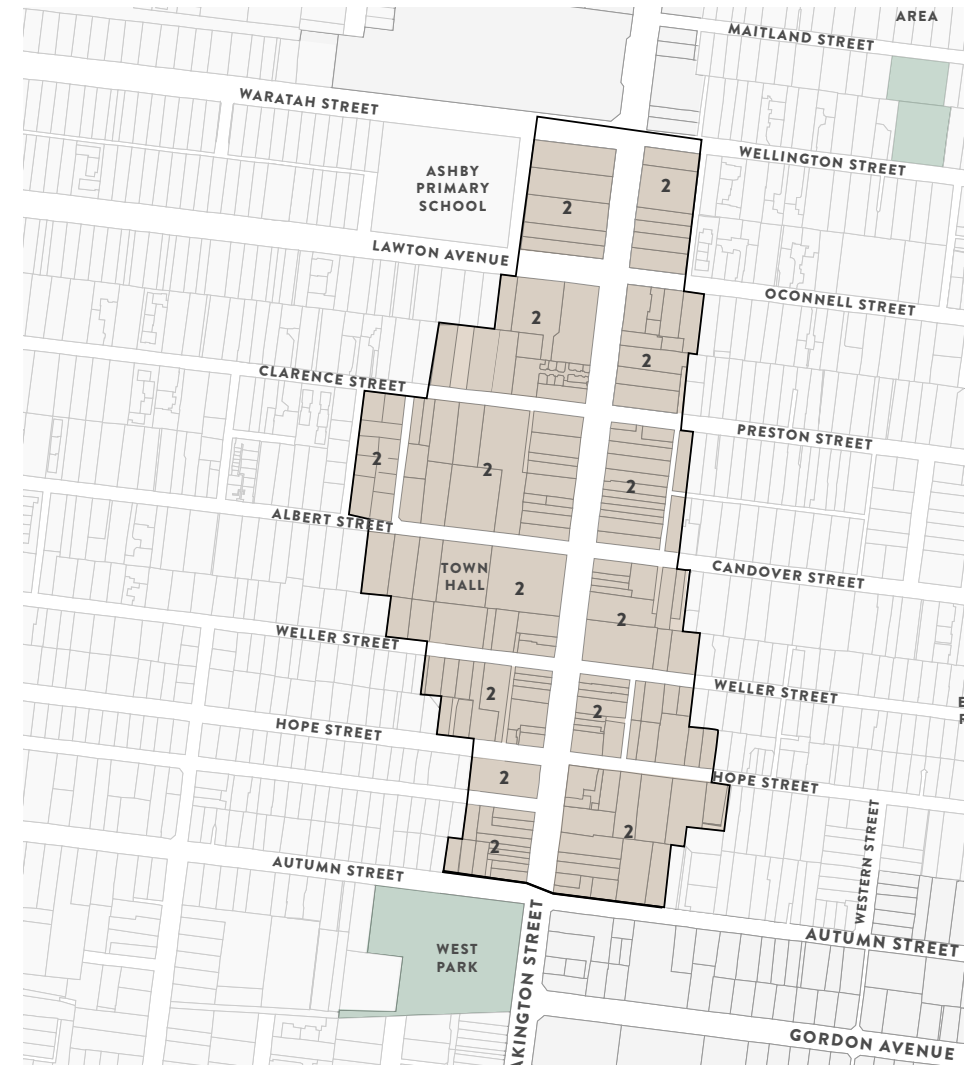 AREA
MAITLAND STREET
WARATAH STREET
WELLINGTON STREET
ASHBY
PRIMARY
SCHOOL
2
2
LAWTON AVENUE
OCONNELL STREET
2
2
CLARENCE STREET
PRESTON STREET
2
2
2
ALBERT STREET
TOWN
HALL
2
CANDOVER STREET
2
WELLER STREET
WELLER STREET
2
2
HOPE STREET
2
HOPE STREET
2
2
WESTERN STREET
AUTUMN STREET
AUTUMN STREET
WEST
PARK
AKINGTON STREET
GORDON AVENUE